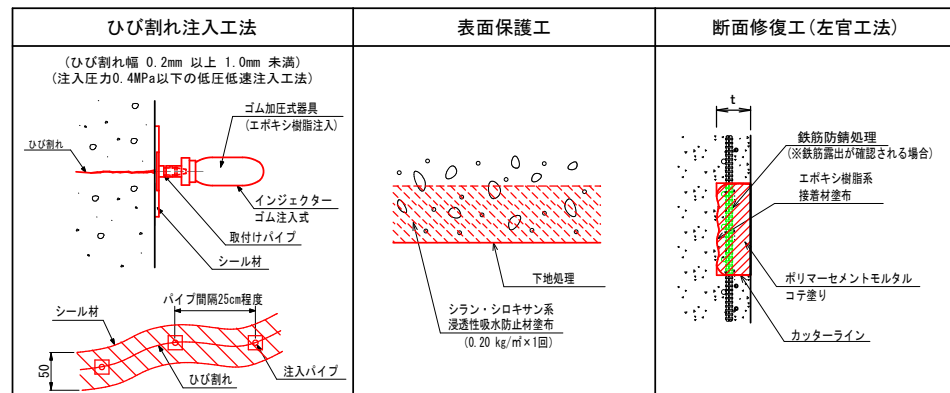 ひび割れ注入工法
(ひび割れ幅 0.2mm 以上 1.0mm 未満)
(注入圧力0.4MPa以下の低圧低速注入工法)
ゴム加圧式器具
(エポキシ樹脂注入)
ひび割れ
インジェクター
ゴム注入式
取付けパイプ
シール材
パイプ間隔25cm程度
シール材
50
ひび割れ
注入パイプ
表面保護工
下地処理
シラン・シロキサン系
浸透性吸水防止材塗布
(0.20 kg/㎡×1回)
断面修復工(左官工法)
t
鉄筋防錆処理
(※鉄筋露出が確認される場合)
エポキシ樹脂系
接着材塗布
ポリマーセメントモルタル
コテ塗り
カッターライン